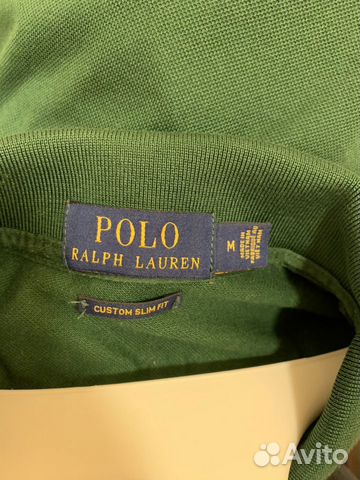 POLO
RALPH LAUREN
M
CUSTOM SLIM FIT
Avito